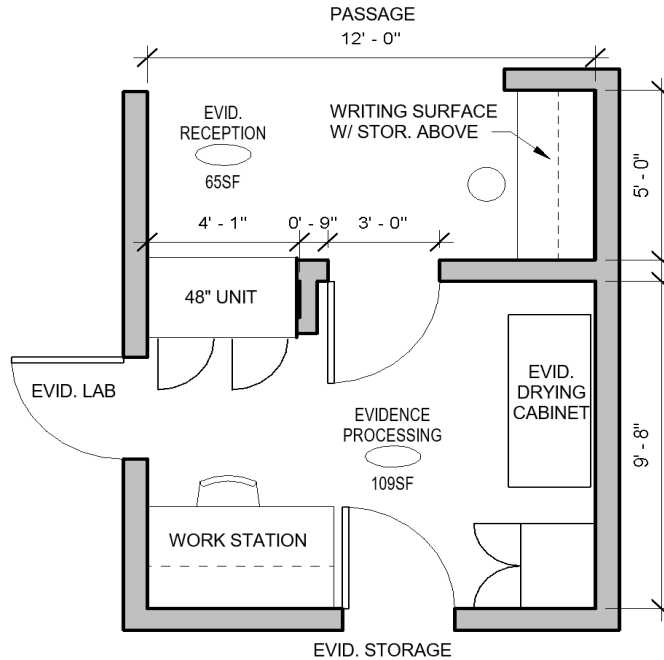 PASSAGE
12' - 0"
EVID.
RECEPTION
65SF
WRITING SURFACE
W/ STOR. ABOVE
5' - 0"
4' - 1"
0' - 9"
3' - 0"
48" UNIT
EVID. LAB
EVIDENCE
PROCESSING
109SF
EVID.
DRYING
CABINET
9' - 8"
WORK STATION
EVID. STORAGE